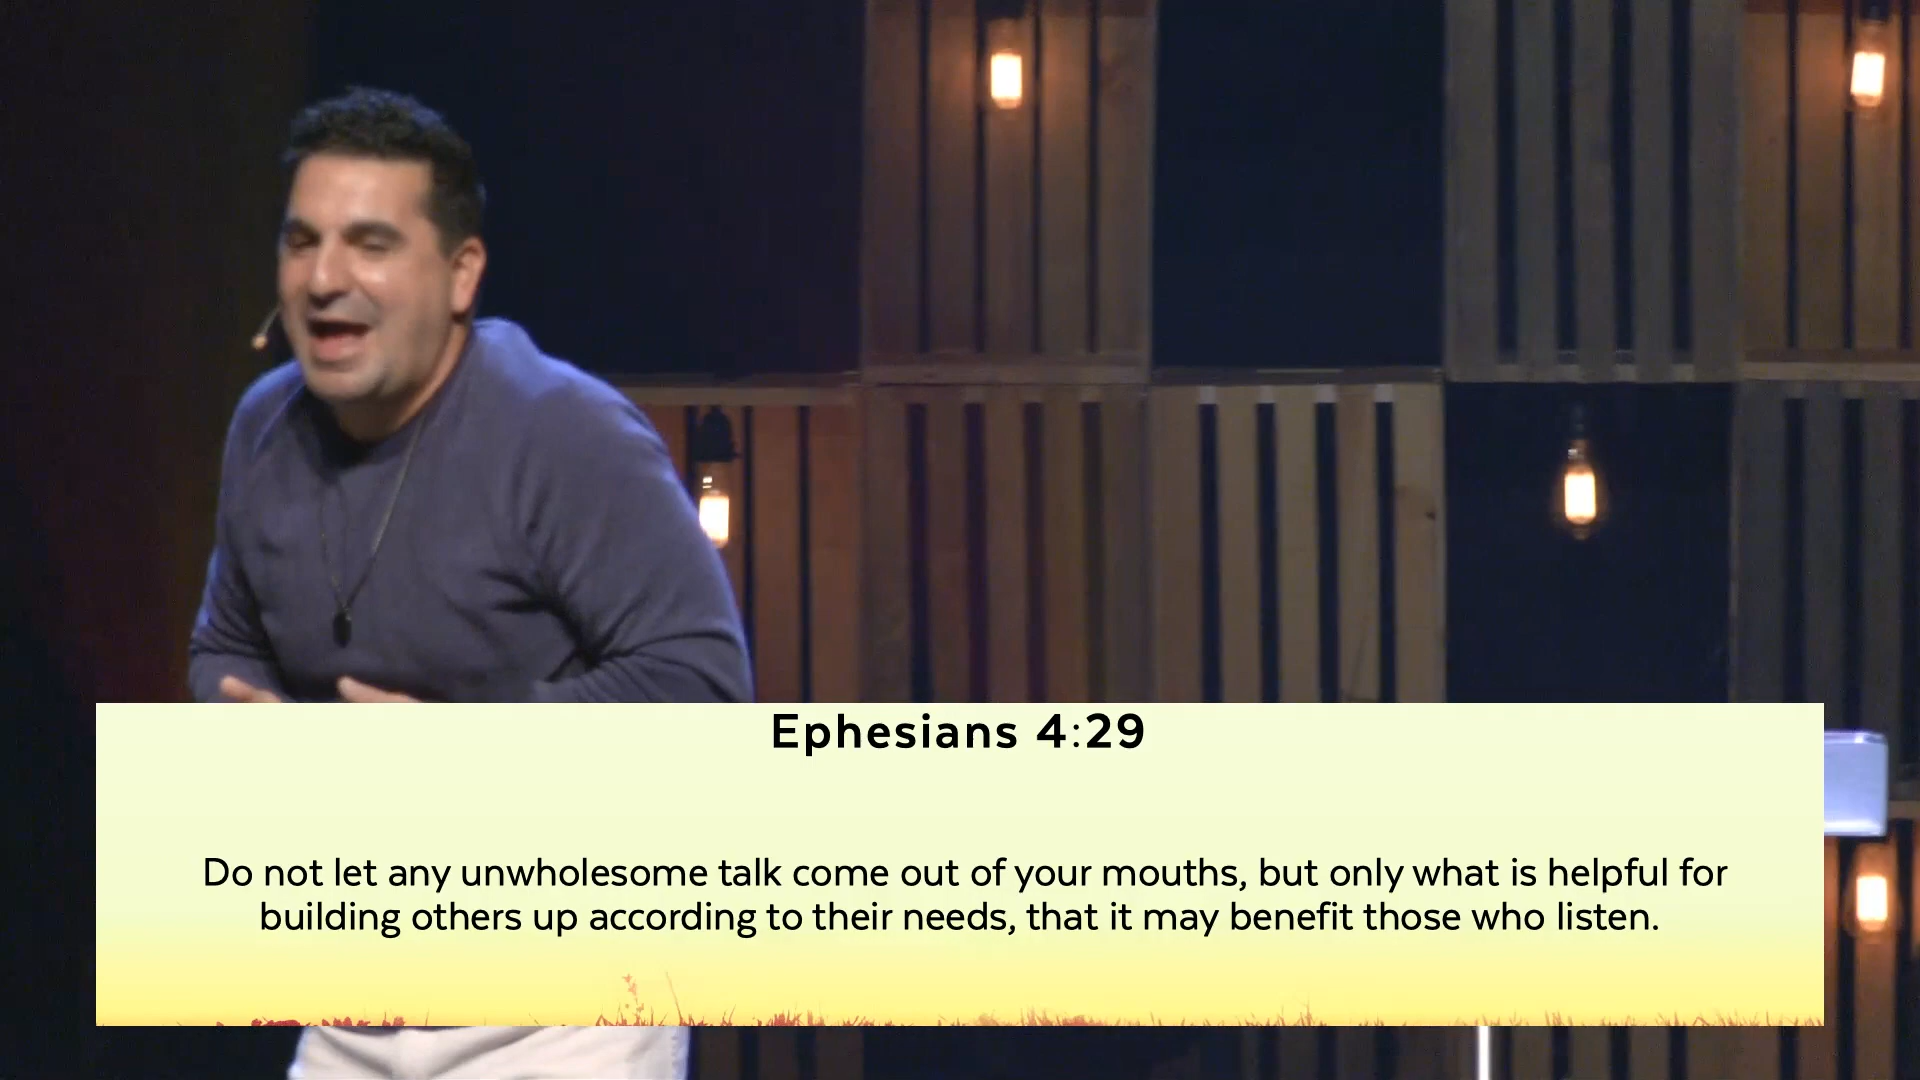 Ephesians 4:29
Do not let any unwholesome talk come out of your mouths, but only what is helpful for
building others up according to their needs, that it may benefit those who listen.